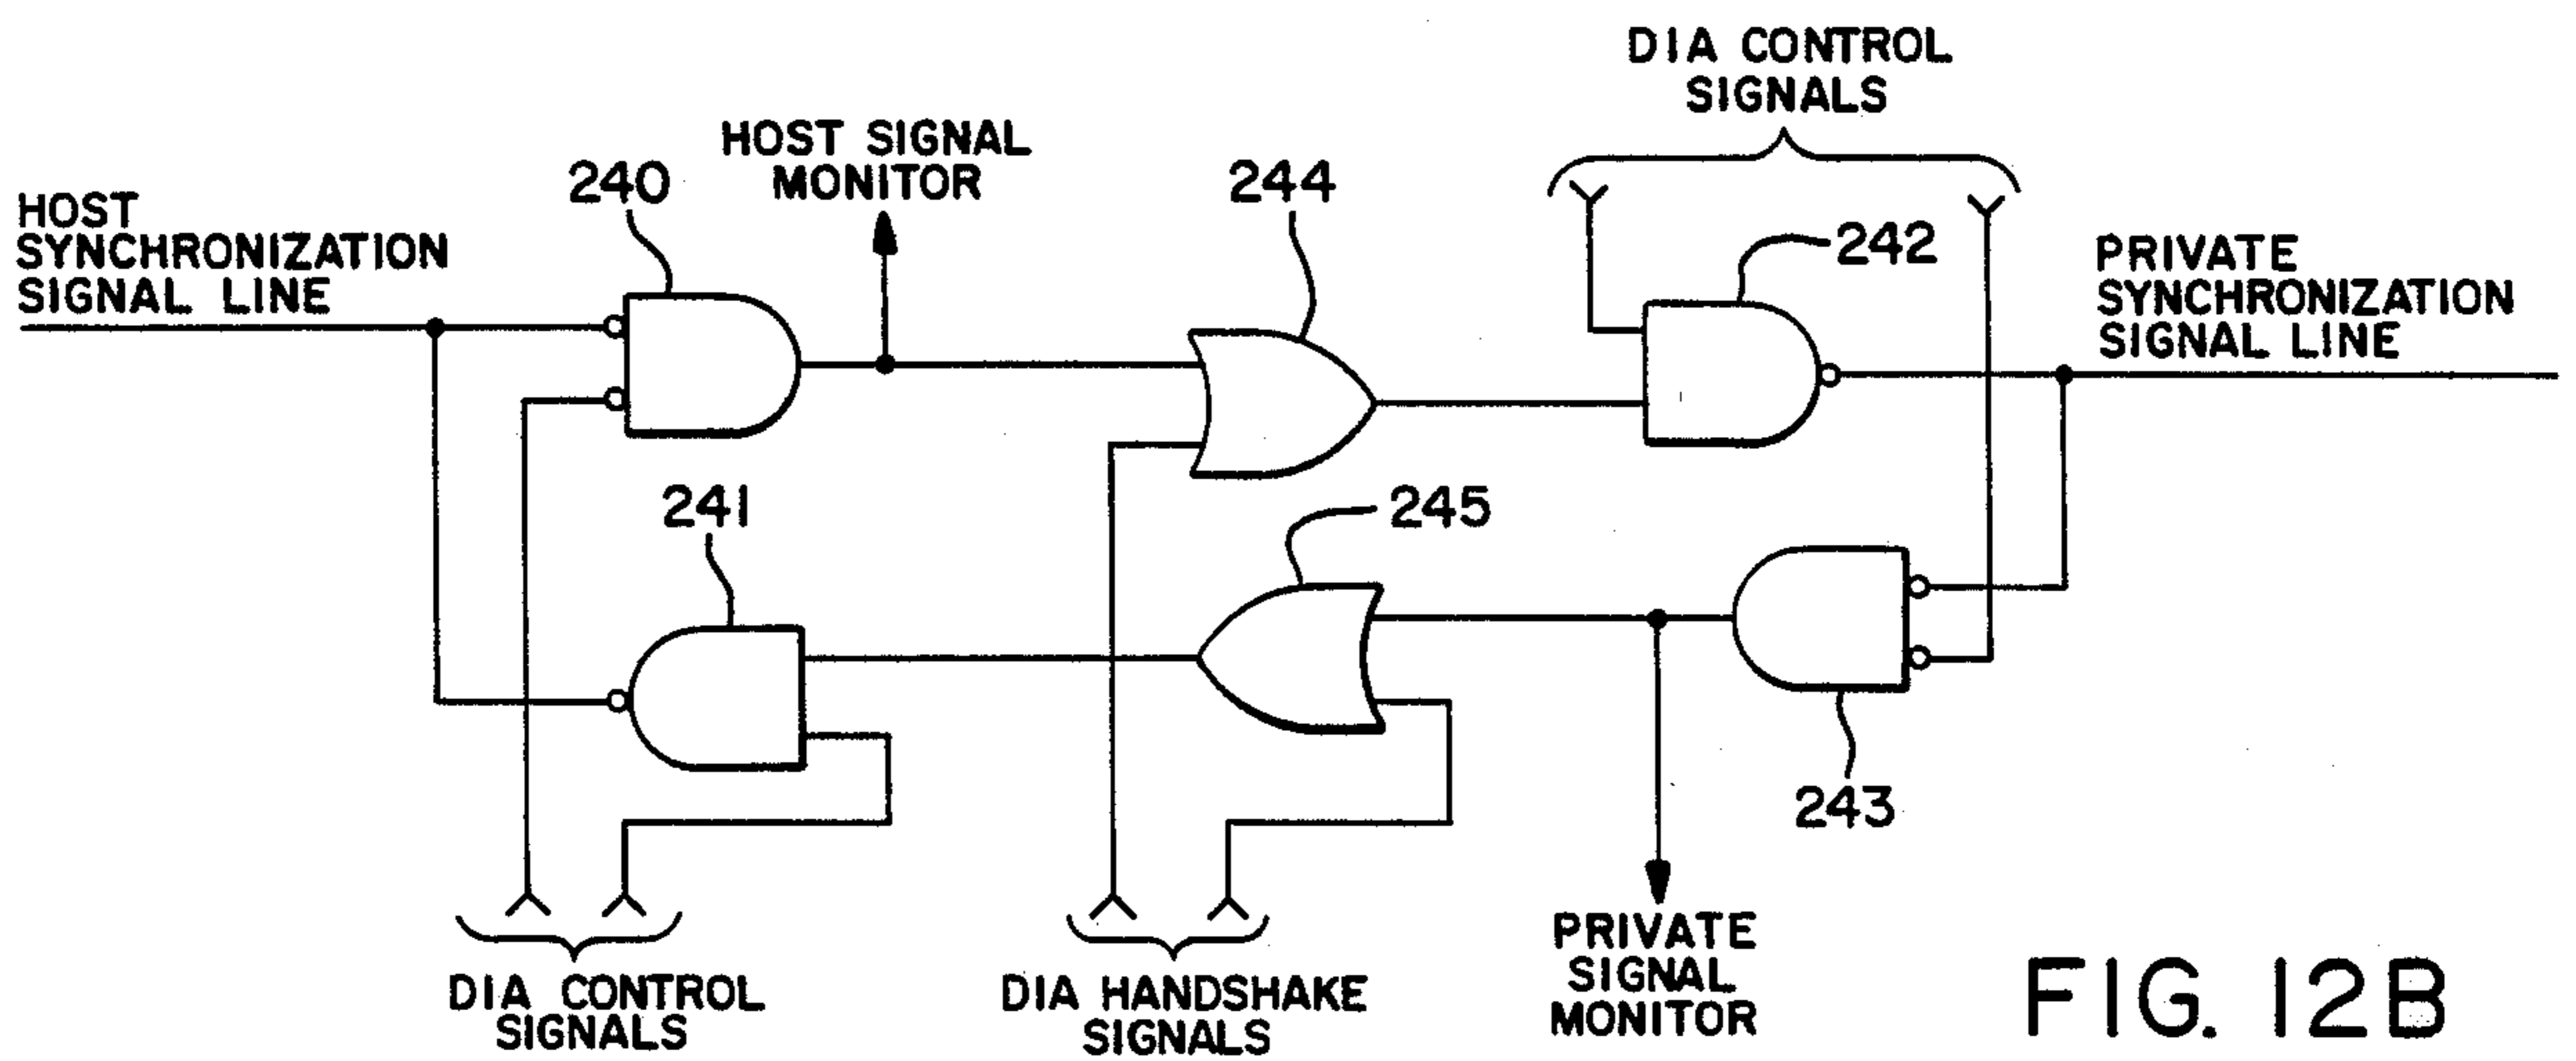 DIA CONTROL
SIGNALS
HOST SIGNAL
MONITOR
240
244
242
HOST
SYNCHRONIZATION
SIGNAL LINE
PRIVATE
SYNCHRONIZATION
SIGNAL LINE
241
245
243
DIA CONTROL
SIGNALS
DIA HANDSHAKE
SIGNALS
PRIVATE
SIGNAL
MONITOR
FIG. 12B